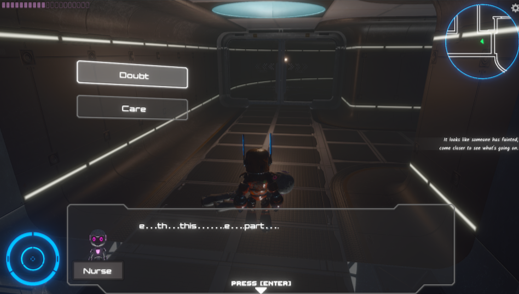 Doubt
Care
It looks like someone has fainted,
come closer to see what's going on.
e...th...this.......e...part....
Nurse
PRESS [ENTER]